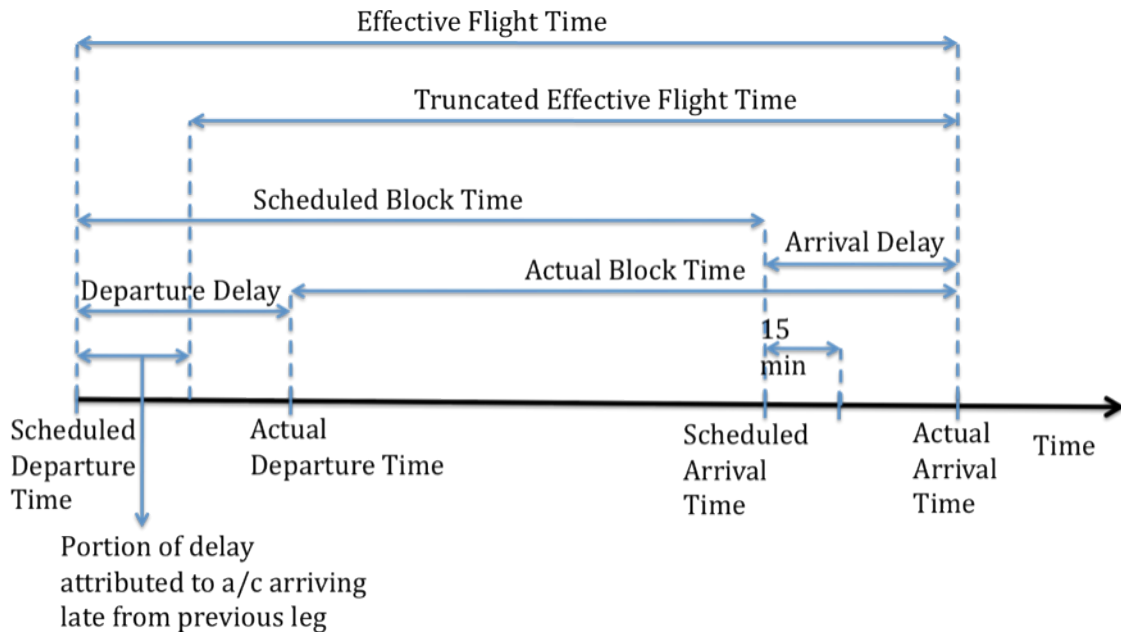 Effective Flight Time
Truncated Effective Flight Time
Scheduled Block Time
Arrival Delay
Actual Block Time
Departure Delay
15
min
Scheduled
Departure
Time
Actual
Departure Time
Scheduled
Arrival
Time
Actual
Arrival
Time
Time
Portion of delay
attributed to a/c arriving
late from previous leg